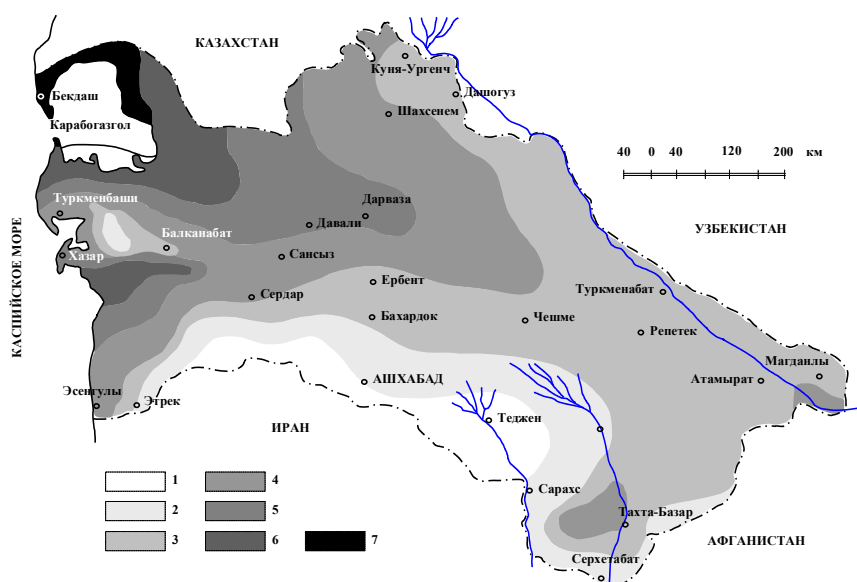 КАЗАХСТАН
Куня-Ургенч
Бекдаш
Дашогуз
Шахсенем
Карабогазгол
40 0 40 120 200 км
Туркменбаши
Дарваза
Давали
УЗБЕКИСТАН
Балканабат
Хазар
Сансыз
КАСПИЙСКОЕ МОРЕ
Ербент
Туркменабат
Сердар
Бахардок
Чешме
Репетек
Магданлы
Эсенгулы
АШХАБАД
Атамырат
Этрек
Теджен
ИРАН
1 4
2 5
3 6 7
Сарахс
Тахта-Базар
АФГАНИСТАН
Серхетабат